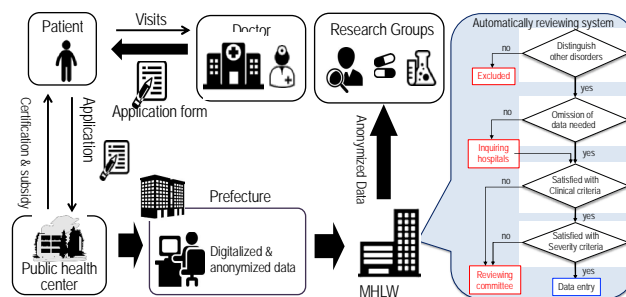 Patient
Visits
Doctor
Application form
Certification & subsidy
Application
Public health
center
Prefecture
Digitalized &
anonymized data
MHLW
Anonymized Data
Research Groups
Automatically reviewing system
Distinguish
other disorders
no
Excluded
yes
Omission of
data needed
no
Inquiring
hospitals
yes
Satisfied with
Clinical criteria
no
yes
Satisfied with
Severity criteria
no
Reviewing
committee
yes
Data entry